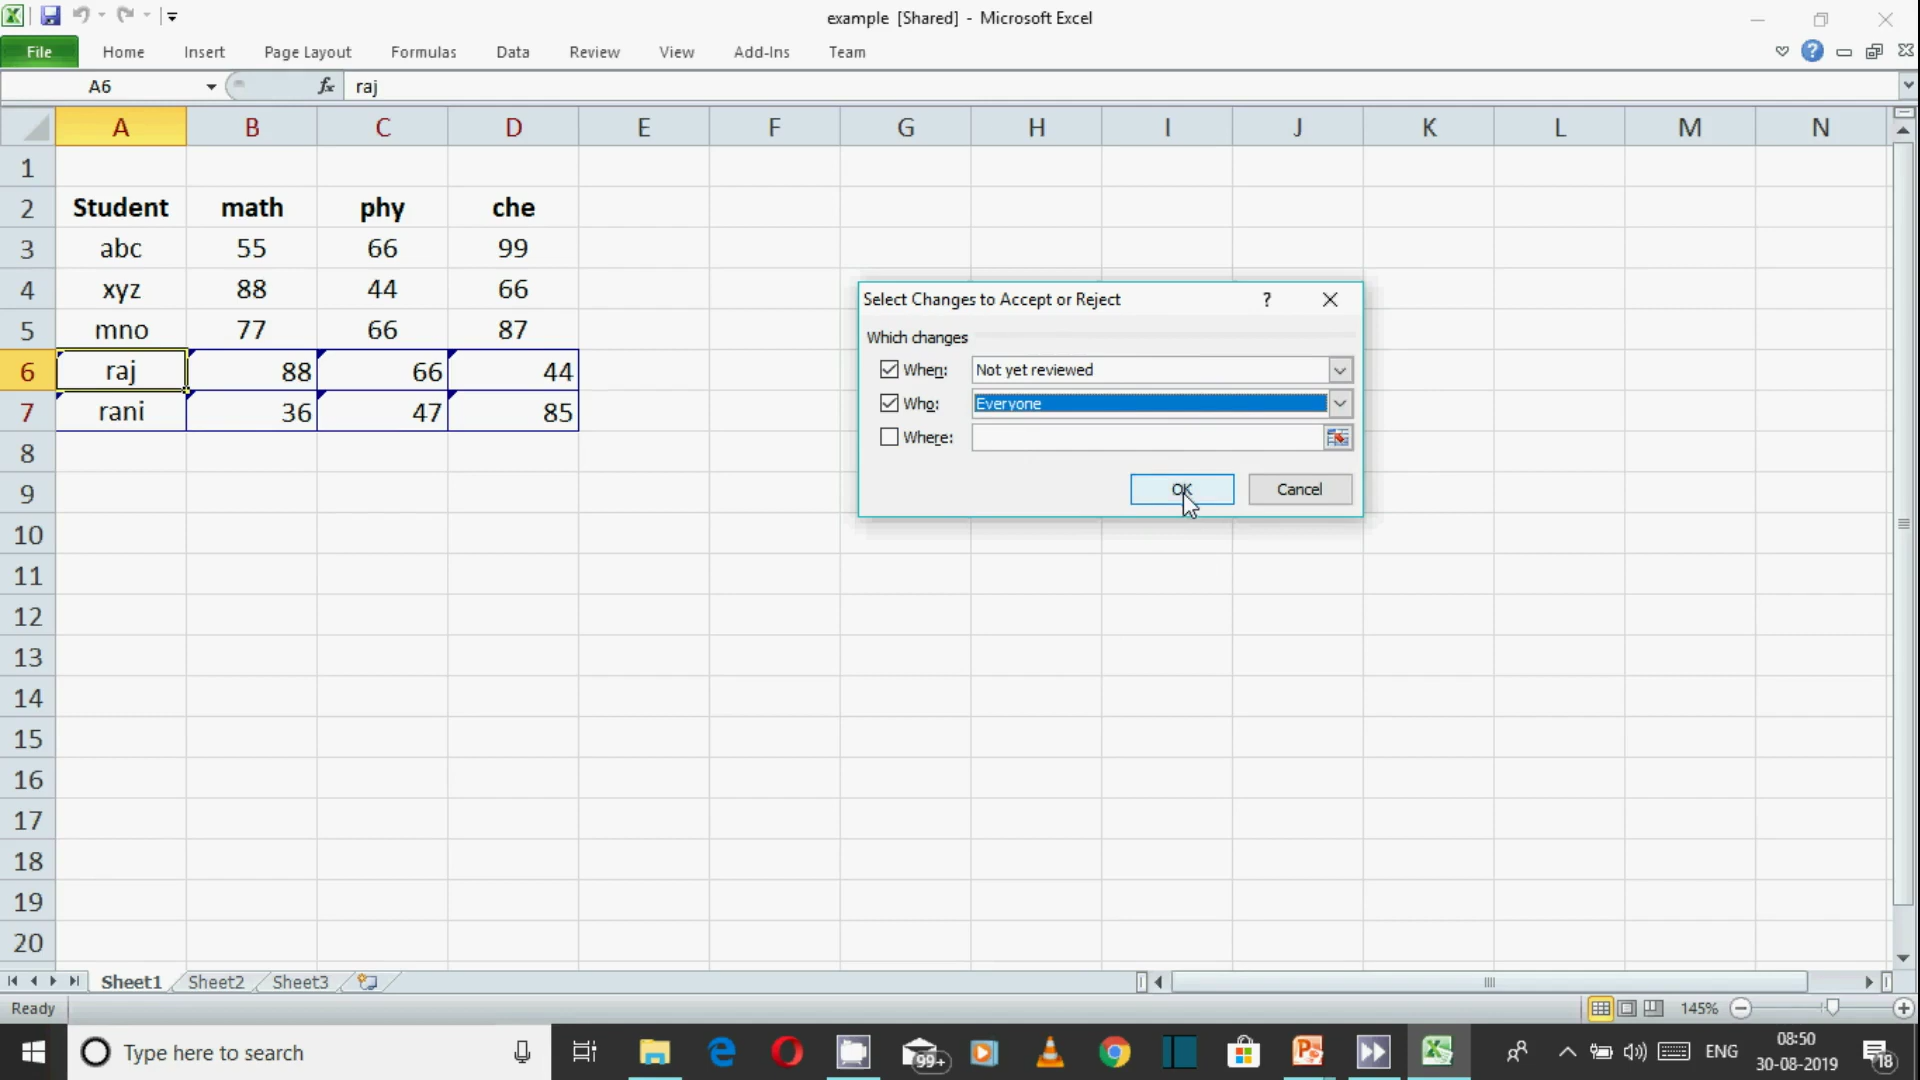 example [Shared] - Microsoft Excel
File Home Insert Page Layout Formulas Data Review View Add-Ins Team
A6 fx raj
A B C D E F G H I J K L M N
1
2 Student math phy che
3 abc 55 66 99
4 xyz 88 44 66
5 mno 77 66 87
6 raj 88 66 44
7 rani 36 47 85
8
9
10
11
12
13
14
15
16
17
18
19
20
Select Changes to Accept or Reject ?
Which changes
When: Not yet reviewed
Who: Everyone
Where:
OK Cancel
Sheet1 Sheet2 Sheet3
Ready 145%
Type here to search 99+ ENG 08:50
30-08-2019 18